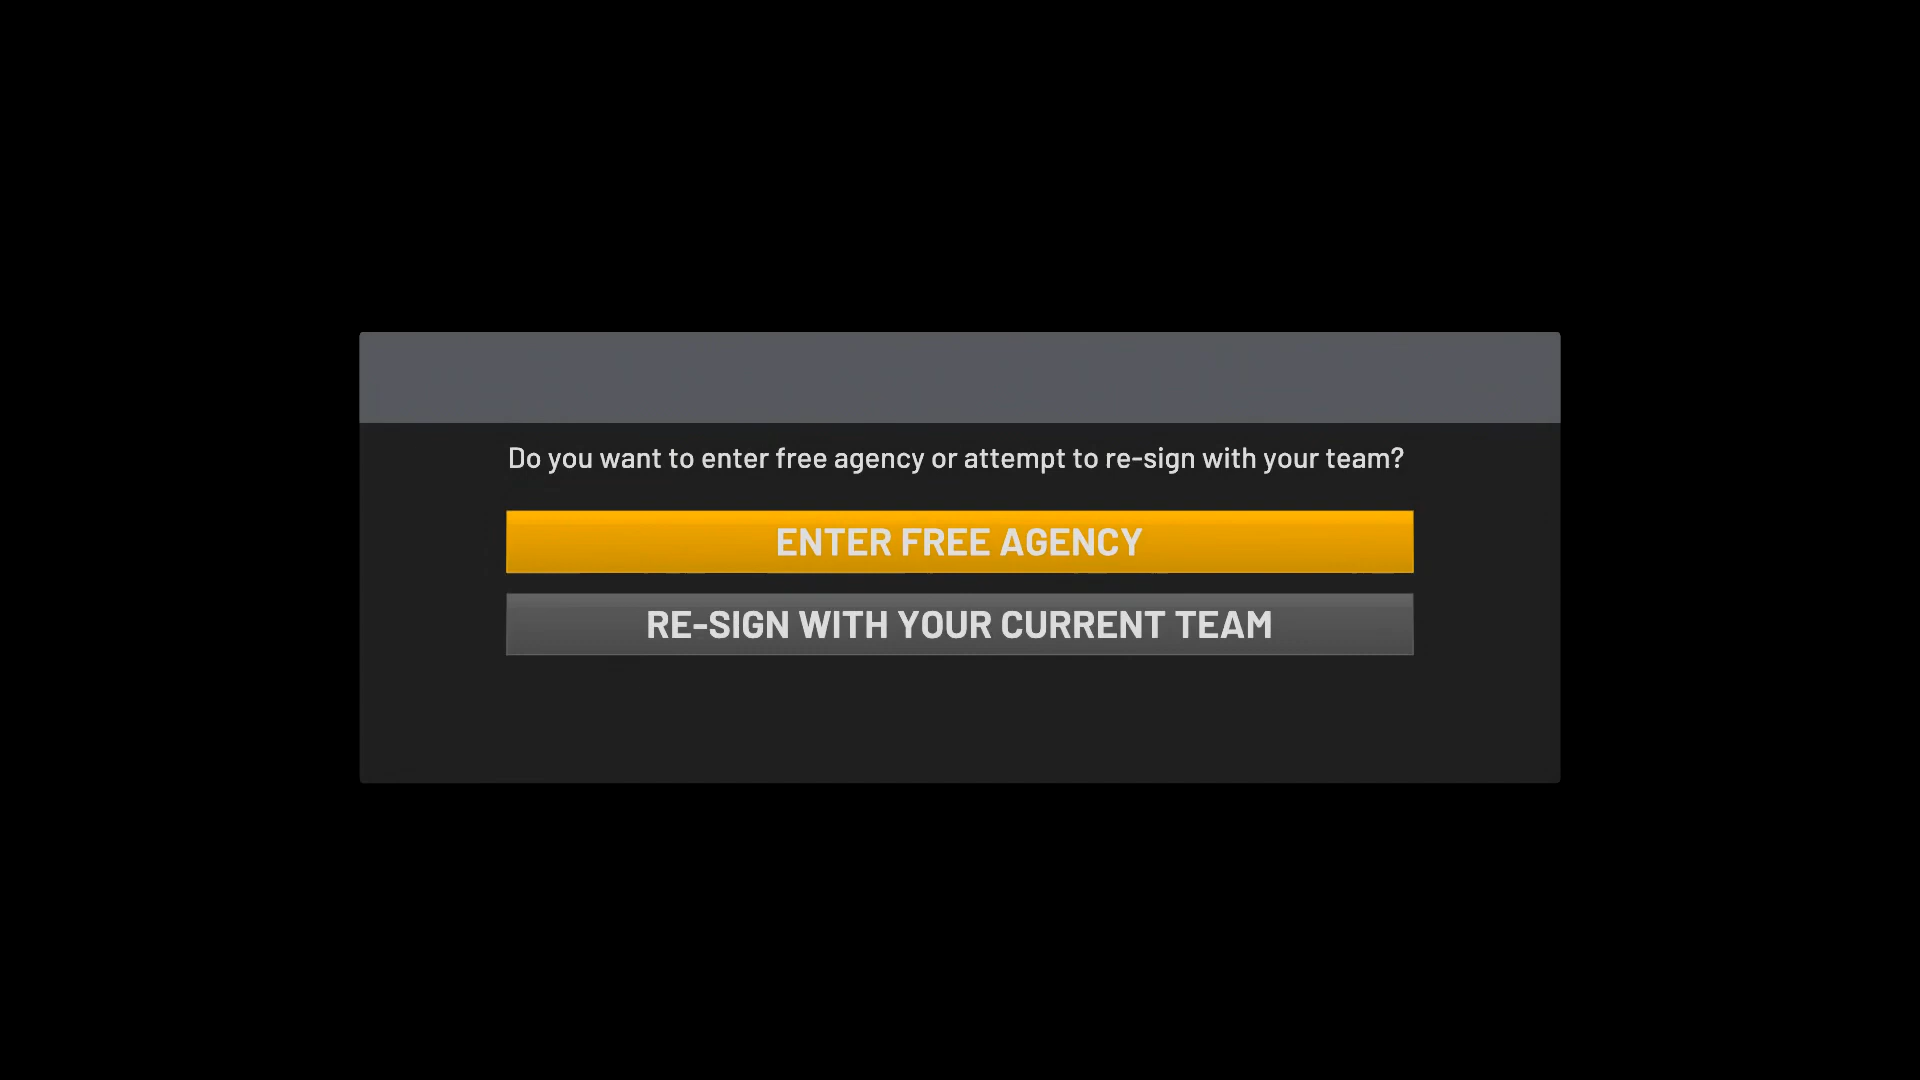 Do you want to enter free agency or attempt to re-sign with your team?
ENTER FREE AGENCY
RE-SIGN WITH YOUR CURRENT TEAM